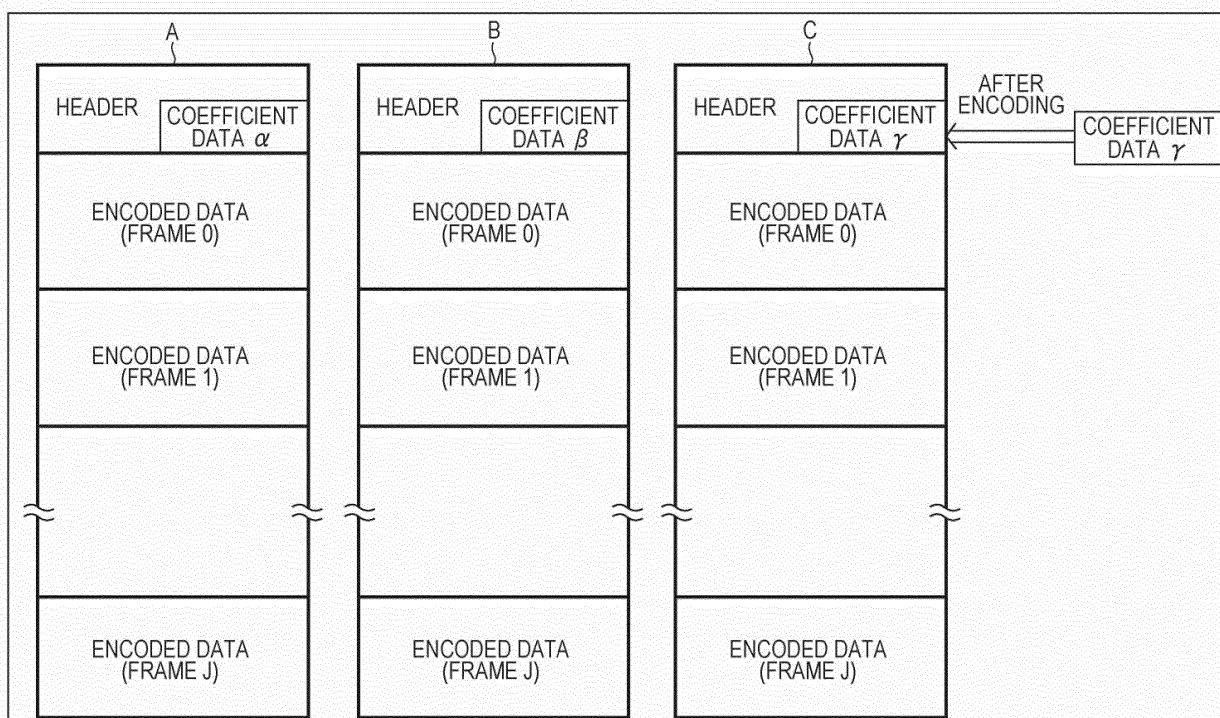 A
B
C
HEADER
COEFFICIENT
DATA α
HEADER
COEFFICIENT
DATA β
HEADER
COEFFICIENT
DATA γ
AFTER
ENCODING
COEFFICIENT
DATA γ
ENCODED DATA
(FRAME 0)
ENCODED DATA
(FRAME 0)
ENCODED DATA
(FRAME 0)
ENCODED DATA
(FRAME 1)
ENCODED DATA
(FRAME 1)
ENCODED DATA
(FRAME 1)
ENCODED DATA
(FRAME J)
ENCODED DATA
(FRAME J)
ENCODED DATA
(FRAME J)